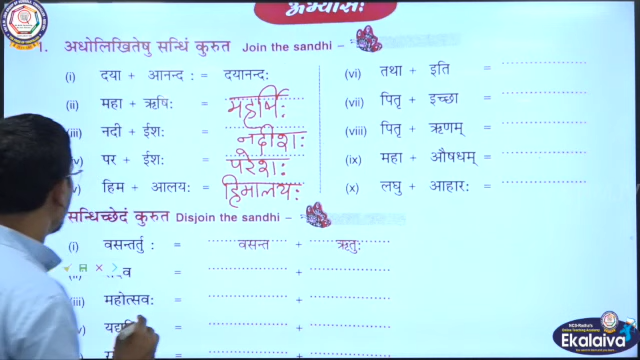 अभ्यासः
1. अधोलिखितेषु सन्धिं कुरुत Join the sandhi –
(i) दया + आनन्दः = दयानन्दः
(ii) महा + ऋषिः = महर्षिः
(iii) नदी + ईशः = नदीशः
(iv) पर + ईशः = परेशः
(v) हिम + आलयः = हिमालयः
(vi) तथा + इति =
(vii) पितृ + इच्छा =
(viii) पितृ + ऋणम् =
(ix) महा + औषधम् =
(x) लघु + आहारः =
सन्धिच्छेदं कुरुत Disjoin the sandhi –
(i) वसन्तर्तुः = वसन्त + ऋतुः
= +
(iii) महोत्सवः = +
= +
= +
Ekalaiva